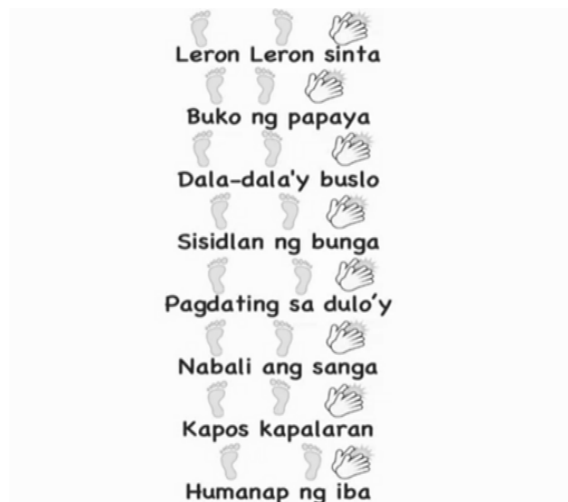 Leron Leron sinta
Buko ng papaya
Dala-dala'y buslo
Sisidlan ng bunga
Pagdating sa dulo'y
Nabali ang sanga
Kapos kapalaran
Humanap ng iba